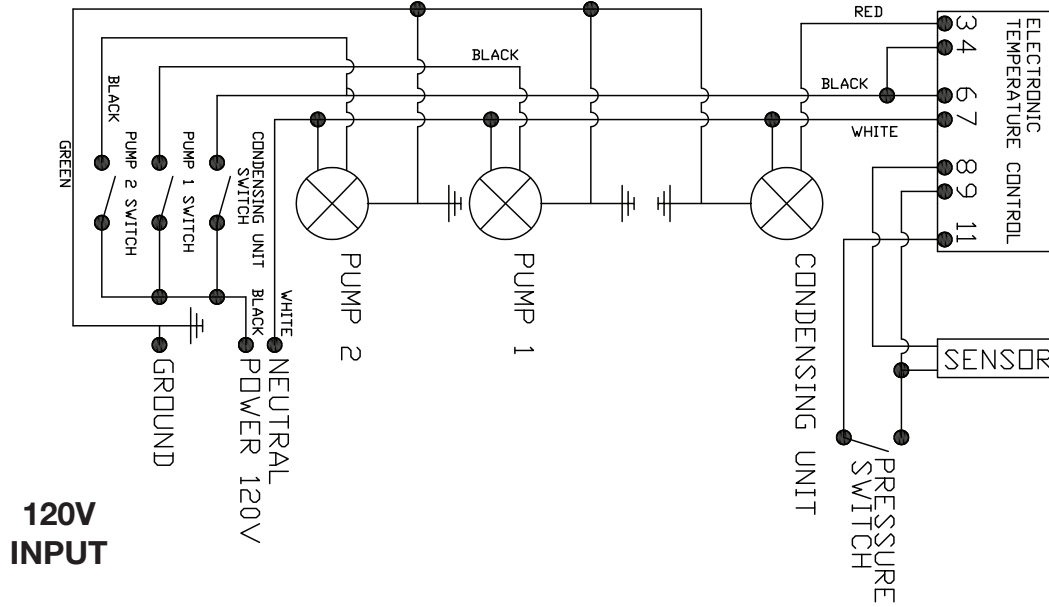 RED
BLACK
BLACK
WHITE
ELECTRONIC
TEMPERATURE CONTROL
3
4
6
7
8
9
11
GREEN
BLACK
PUMP 2 SWITCH
PUMP 1 SWITCH
CONDENSING UNIT
SWITCH
PUMP 2
PUMP 1
CONDENSING UNIT
SENSOR
BLACK
WHITE
GROUND
POWER 120V
NEUTRAL
PRESSURE
SWITCH
120V
INPUT